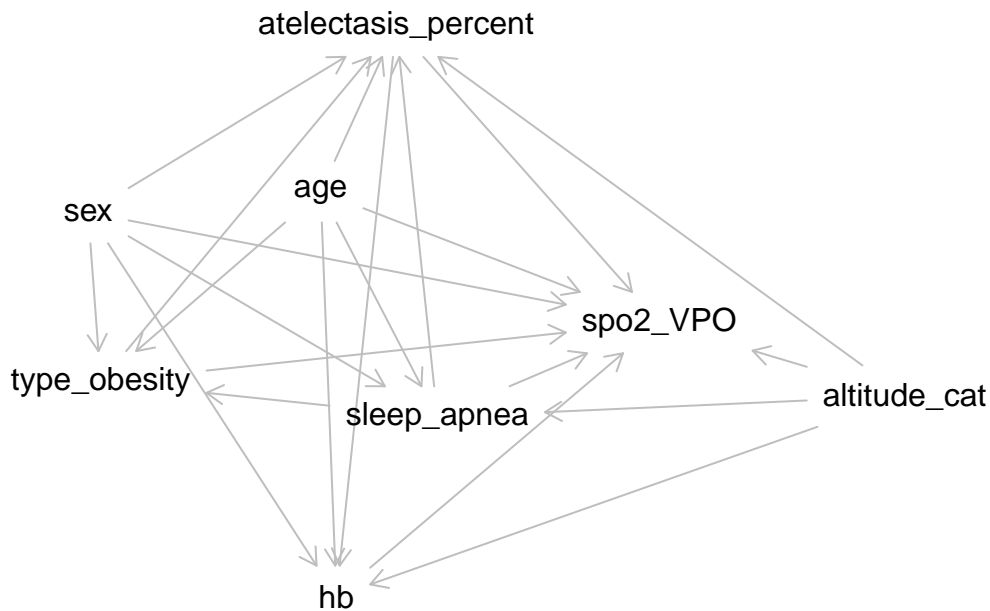 atelectasis_percent
age
sex
spo2_VPO
type_obesity
altitude_cat
sleep_apnea
hb